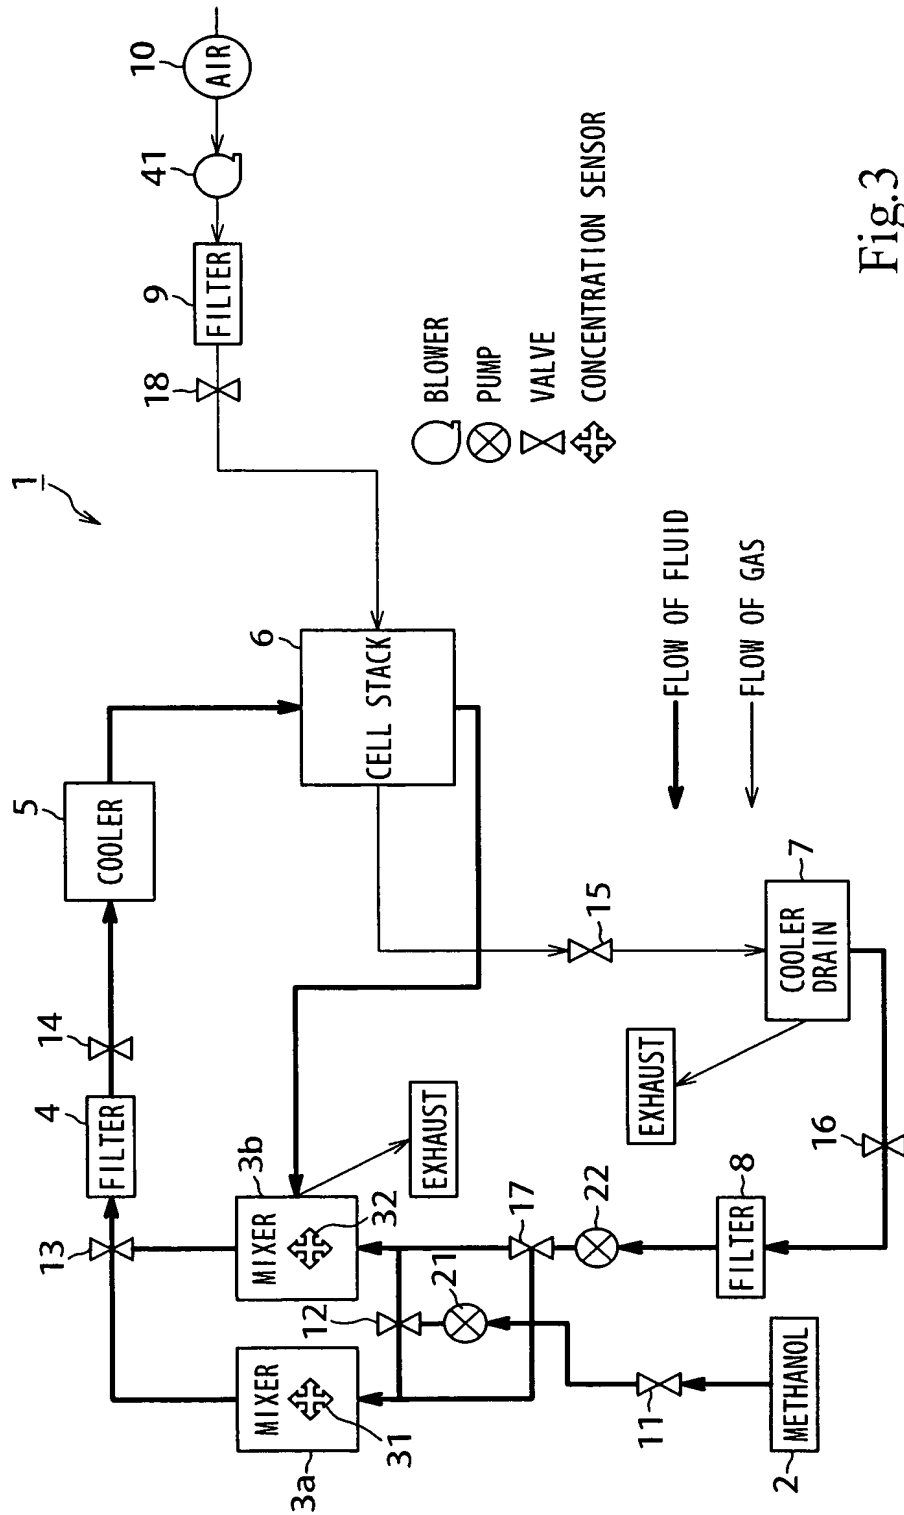 1
10
AIR
41
9
FILTER
18
6
CELL STACK
5
COOLER
14
4
FILTER
13
3b
MIXER
32
EXHAUST
3a
MIXER
31
12
21
17
22
11
2
METHANOL
8
FILTER
16
EXHAUST
7
COOLER
DRAIN
15
BLOWER
PUMP
VALVE
CONCENTRATION SENSOR
FLOW OF FLUID
FLOW OF GAS
Fig.3